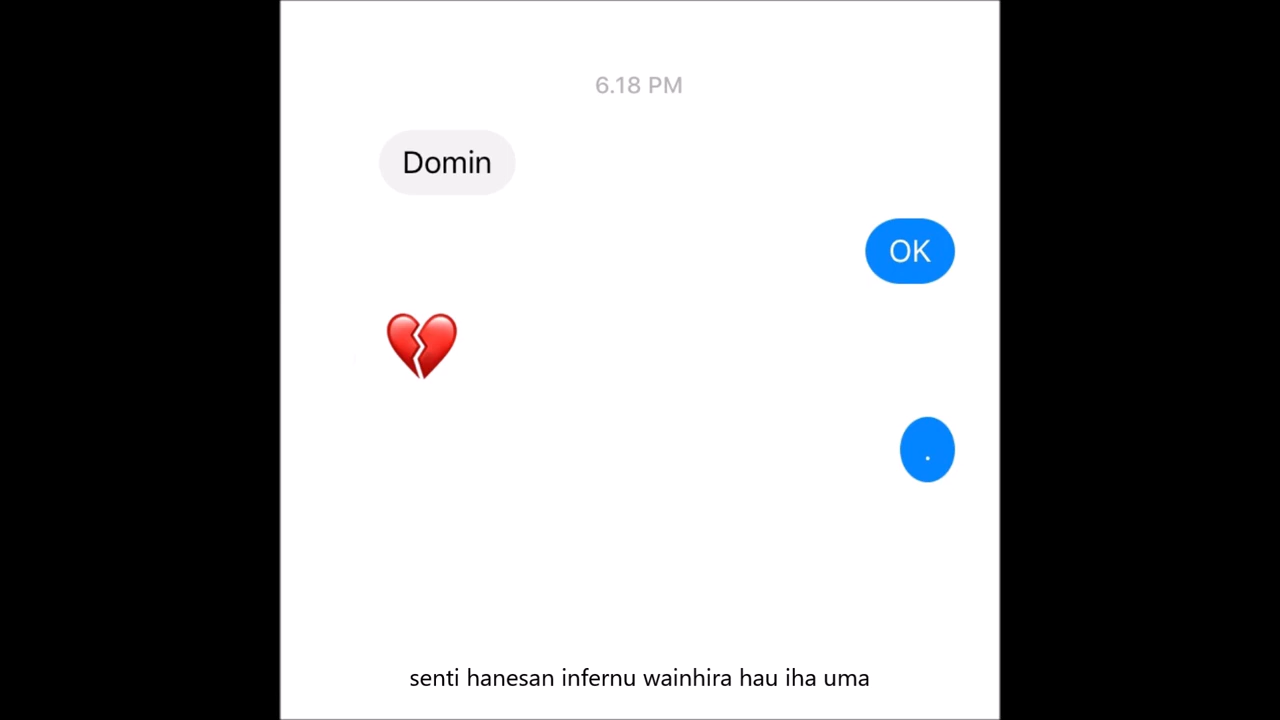 6.18 PM
Domin
OK
💔
.
senti hanesan infernu wainhira hau iha uma